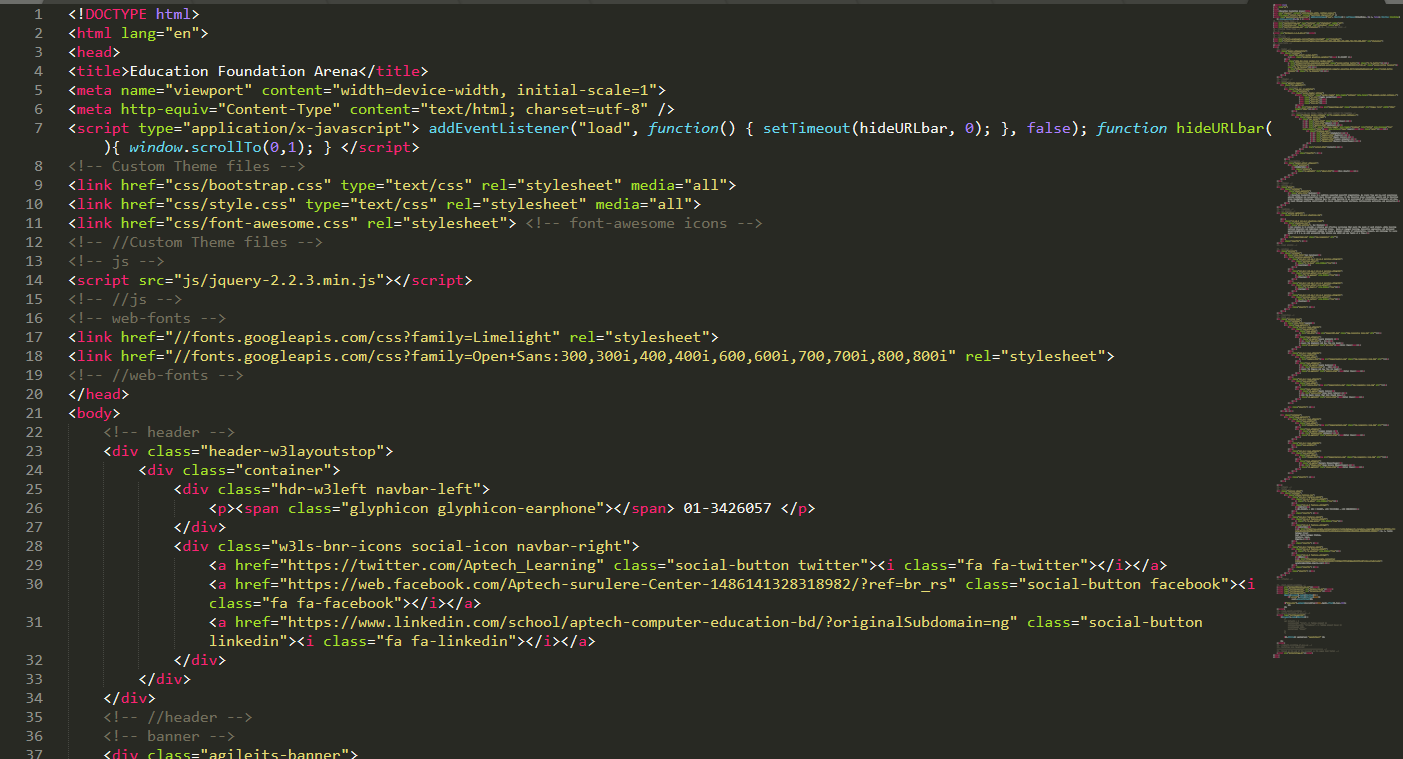 1 <!DOCTYPE html>
2 <html lang="en">
3 <head>
4 <title>Education Foundation Arena</title>
5 <meta name="viewport" content="width=device-width, initial-scale=1">
6 <meta http-equiv="Content-Type" content="text/html; charset=utf-8" />
7 <script type="application/x-javascript"> addEventListener("load", function() { setTimeout(hideURLbar, 0); }, false); function hideURLbar(
){ window.scrollTo(0,1); } </script>
8 <!-- Custom Theme files -->
9 <link href="css/bootstrap.css" type="text/css" rel="stylesheet" media="all">
10 <link href="css/style.css" type="text/css" rel="stylesheet" media="all">
11 <link href="css/font-awesome.css" rel="stylesheet"> <!-- font-awesome icons -->
12 <!-- //Custom Theme files -->
13 <!-- js -->
14 <script src="js/jquery-2.2.3.min.js"></script>
15 <!-- //js -->
16 <!-- web-fonts -->
17 <link href="//fonts.googleapis.com/css?family=Limelight" rel="stylesheet">
18 <link href="//fonts.googleapis.com/css?family=Open+Sans:300,300i,400,400i,600,600i,700,700i,800,800i" rel="stylesheet">
19 <!-- //web-fonts -->
20 </head>
21 <body>
22 <!-- header -->
23 <div class="header-w3layoutstop">
24 <div class="container">
25 <div class="hdr-w3left navbar-left">
26 <p><span class="glyphicon glyphicon-earphone"></span> 01-3426057 </p>
27 </div>
28 <div class="w3ls-bnr-icons social-icon navbar-right">
29 <a href="https://twitter.com/Aptech_Learning" class="social-button twitter"><i class="fa fa-twitter"></i></a>
30 <a href="https://web.facebook.com/Aptech-surulere-Center-1486141328318982/?ref=br_rs" class="social-button facebook"><i
class="fa fa-facebook"></i></a>
31 <a href="https://www.linkedin.com/school/aptech-computer-education-bd/?originalSubdomain=ng" class="social-button
linkedin"><i class="fa fa-linkedin"></i></a>
32 </div>
33 </div>
34 </div>
35 <!-- //header -->
36 <!-- banner -->
37 <div class="agileits-banner">